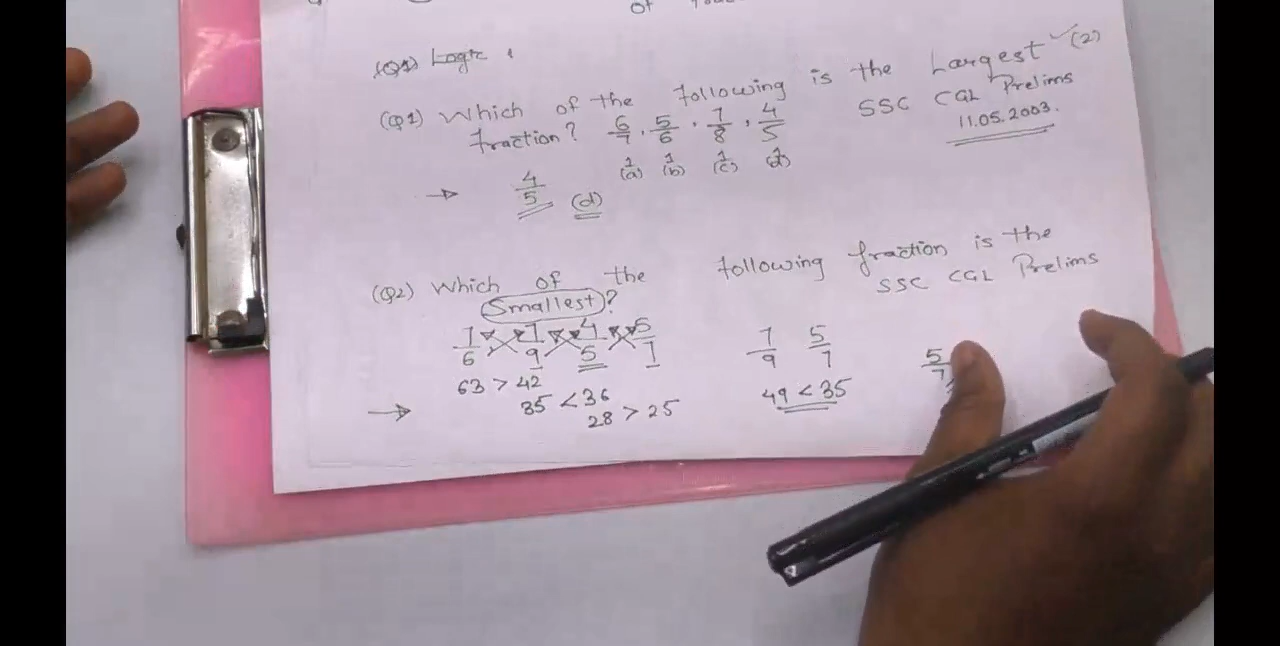 (Q1) Logic
(Q1) Which of the following is the Largest (2)
fraction? 6/7, 5/6, 7/8, 4/5 SSC CGL Prelims
11.05.2003.
(a) (b) (c) (d)
→ 4/5 (d)
(Q2) Which of the following fraction is the
Smallest? SSC CGL Prelims
7/6 7/9 4/5 5/7 7/9 5/7 5/7
63 > 42 49 < 35
→ 35 < 36
28 > 25